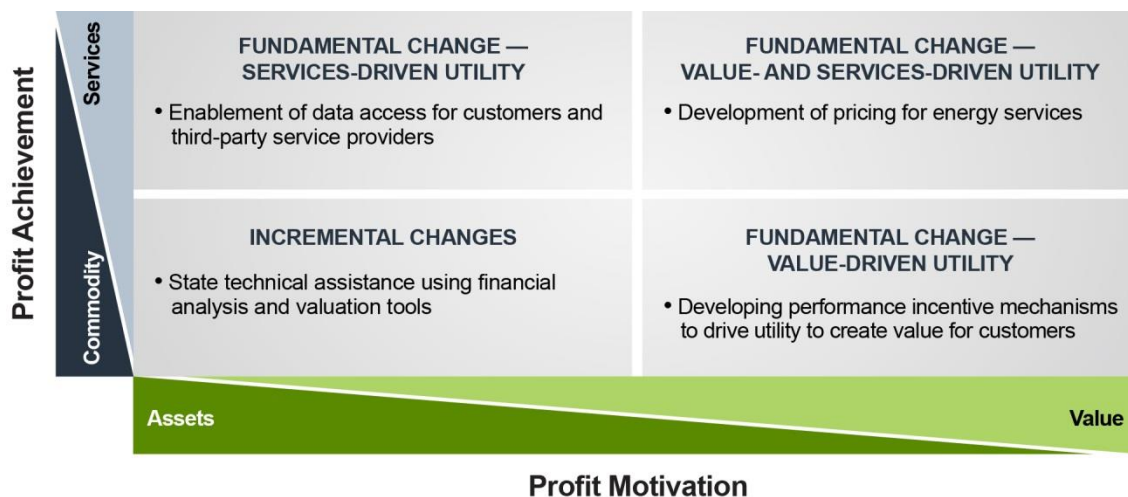 Profit Achievement
Services
Commodity
FUNDAMENTAL CHANGE —
SERVICES-DRIVEN UTILITY
• Enablement of data access for customers and
third-party service providers
FUNDAMENTAL CHANGE —
VALUE- AND SERVICES-DRIVEN UTILITY
• Development of pricing for energy services
INCREMENTAL CHANGES
• State technical assistance using financial
analysis and valuation tools
FUNDAMENTAL CHANGE —
VALUE-DRIVEN UTILITY
• Developing performance incentive mechanisms
to drive utility to create value for customers
Assets
Value
Profit Motivation